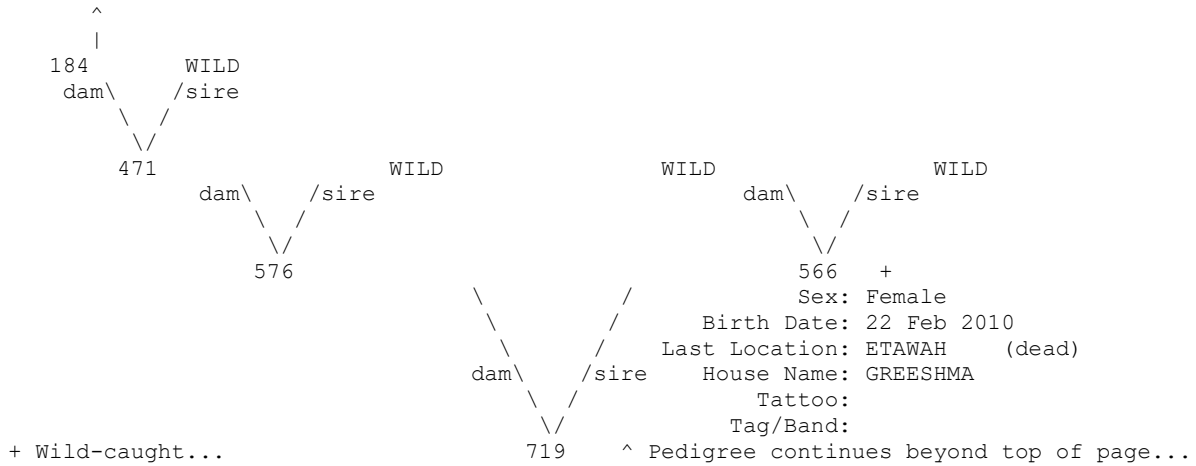 ^
|
184 WILD
dam\ /sire
\ /
\/
471 WILD WILD WILD
dam\ /sire dam\ /sire
\ / \ /
\/ \/
576 566 +
\ / Sex: Female
\ / Birth Date: 22 Feb 2010
\ / Last Location: ETAWAH (dead)
dam\ /sire House Name: GREESHMA
\ / Tattoo:
\/ Tag/Band:
+ Wild-caught... 719 ^ Pedigree continues beyond top of page...